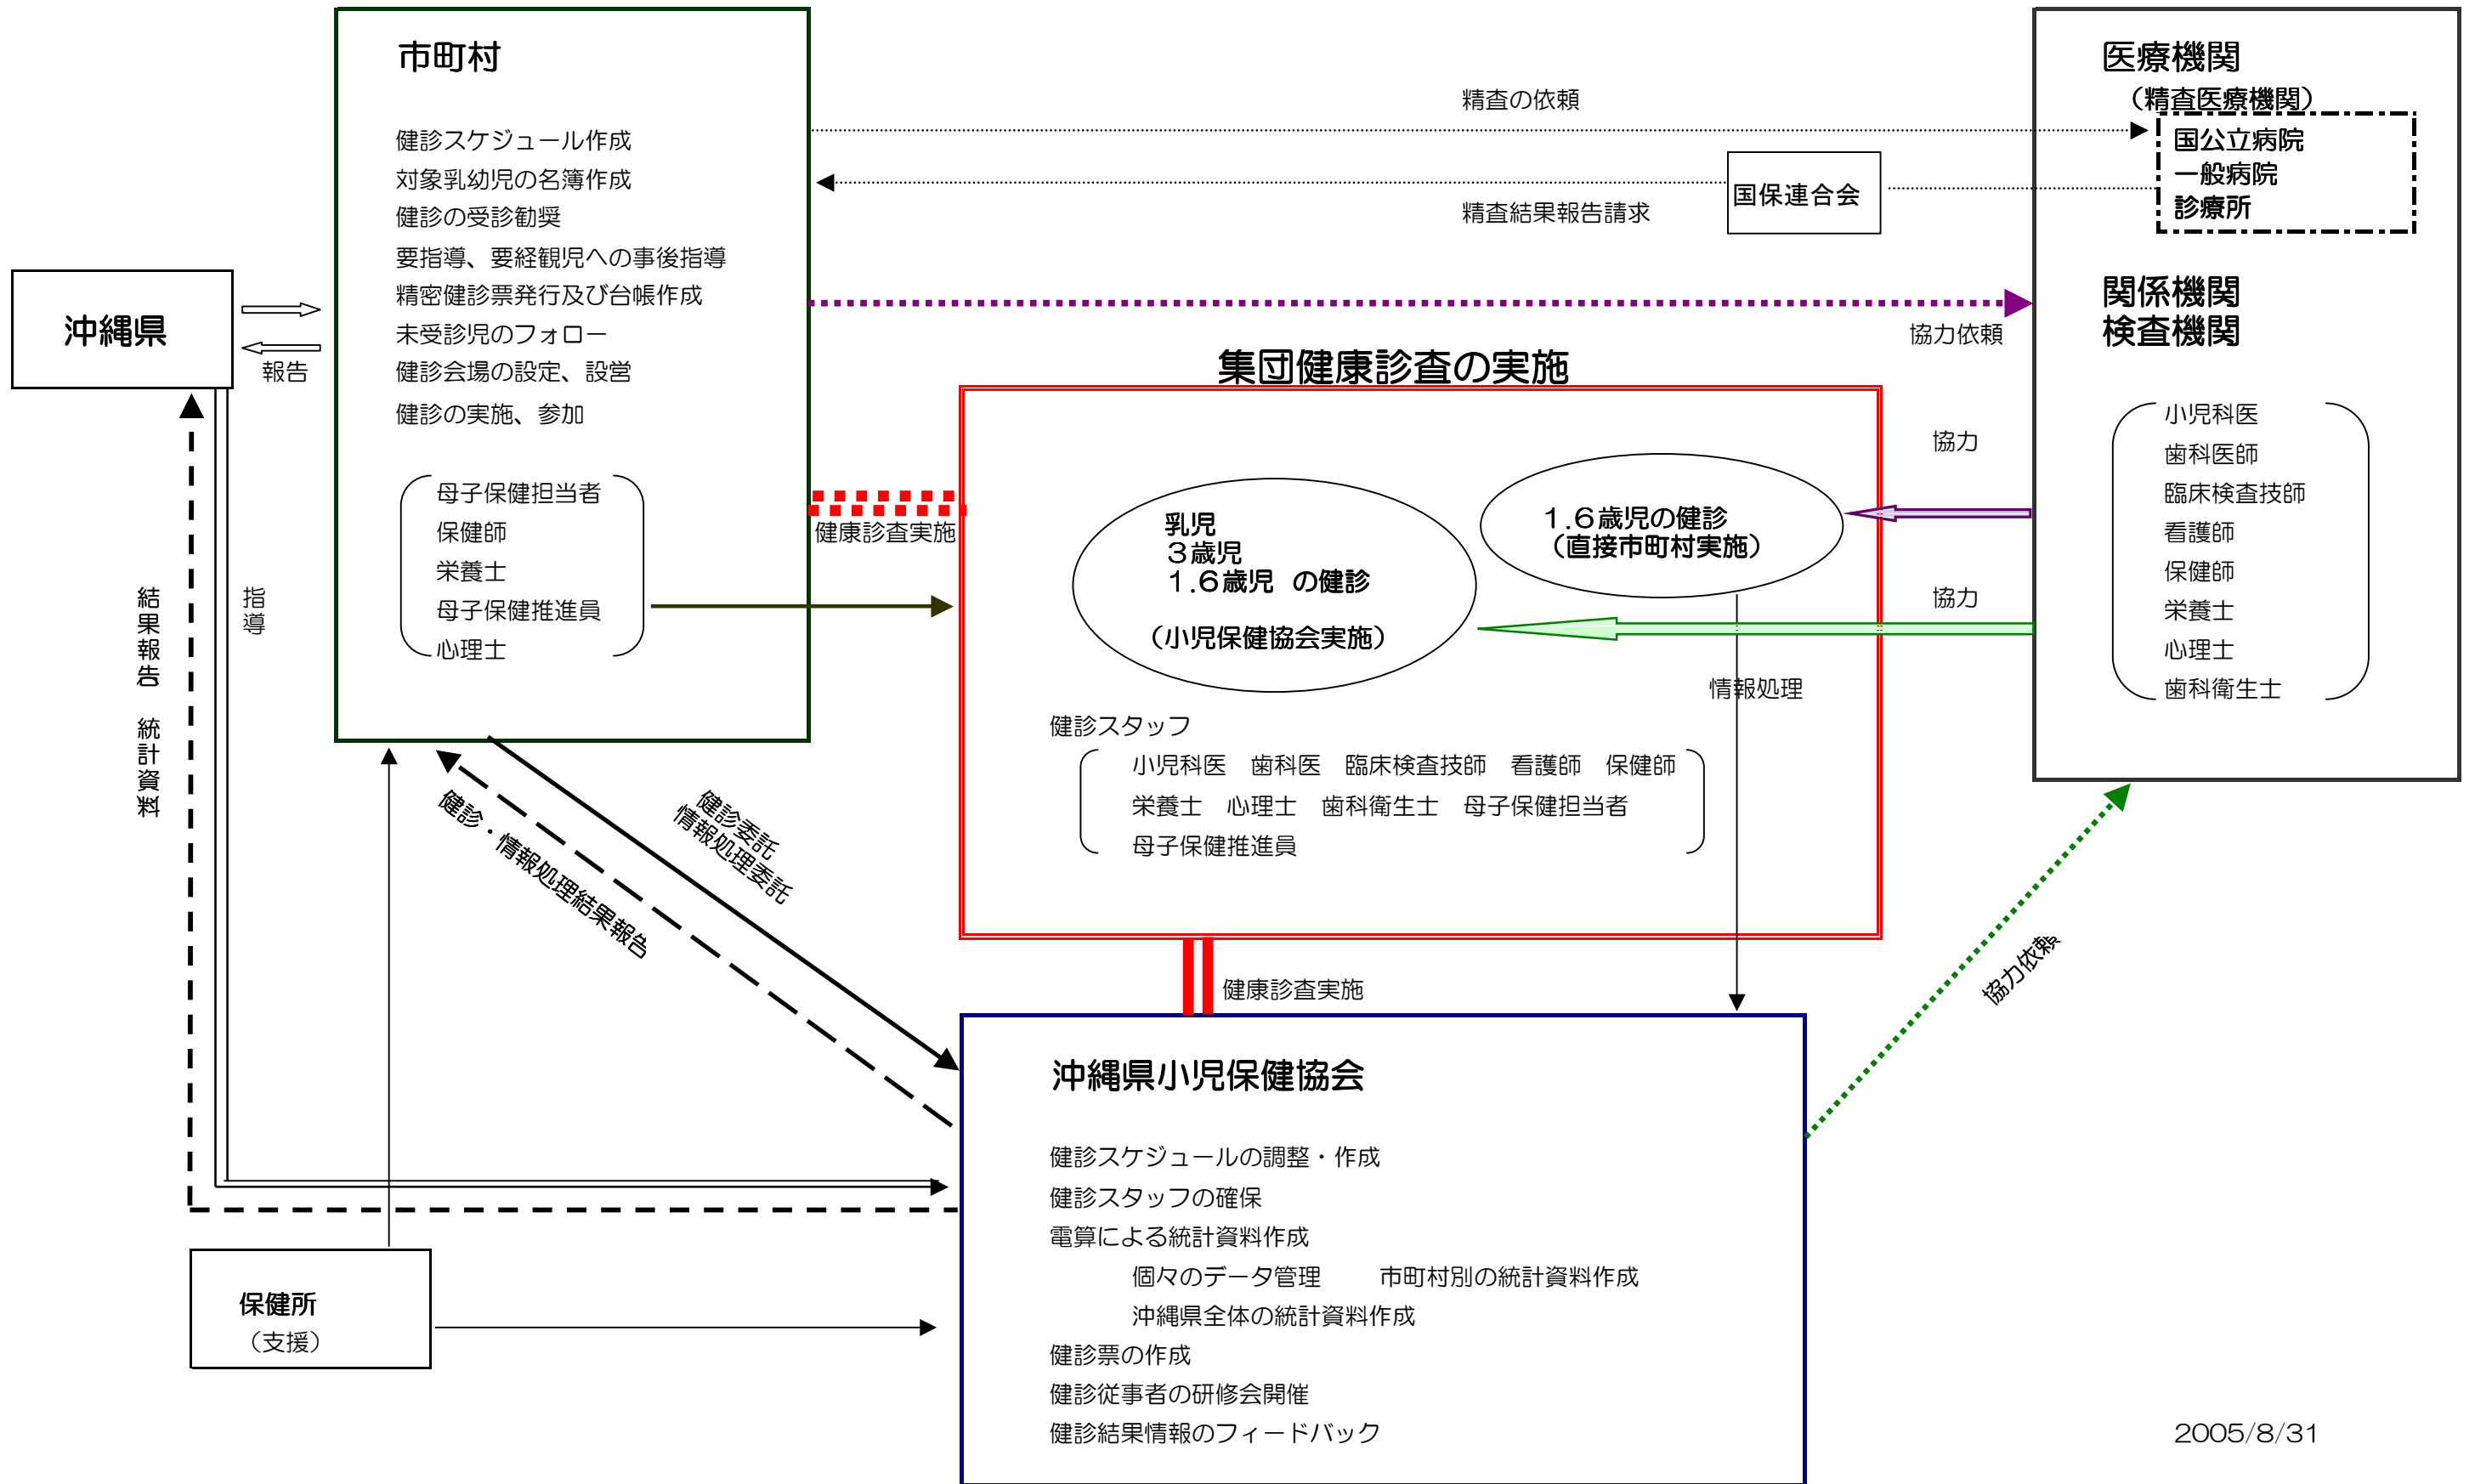 市町村
健診スケジュール作成
対象乳幼児の名簿作成
健診の受診勧奨
要指導、要経観児への事後指導
精密健診票発行及び台帳作成
未受診児のフォロー
健診会場の設定、設営
健診の実施、参加
母子保健担当者
保健師
栄養士
母子保健推進員
心理士
沖縄県
報告
結果報告 統計資料
指導
精査の依頼
国保連合会
精査結果報告請求
協力依頼
医療機関
(精査医療機関)
国公立病院
一般病院
診療所
関係機関
検査機関
小児科医
歯科医師
臨床検査技師
看護師
保健師
栄養士
心理士
歯科衛生士
協力
協力
集団健康診査の実施
健康診査実施
乳児
3歳児
1.6歳児 の健診
(小児保健協会実施)
1.6歳児の健診
(直接市町村実施)
情報処理
健診スタッフ
小児科医 歯科医 臨床検査技師 看護師 保健師
栄養士 心理士 歯科衛生士 母子保健担当者
母子保健推進員
健診委託
情報処理委託
健診・情報処理結果報告
健康診査実施
協力依頼
沖縄県小児保健協会
健診スケジュールの調整・作成
健診スタッフの確保
電算による統計資料作成
個々のデータ管理 市町村別の統計資料作成
沖縄県全体の統計資料作成
健診票の作成
健診従事者の研修会開催
健診結果情報のフィードバック
保健所
(支援)
2005/8/31